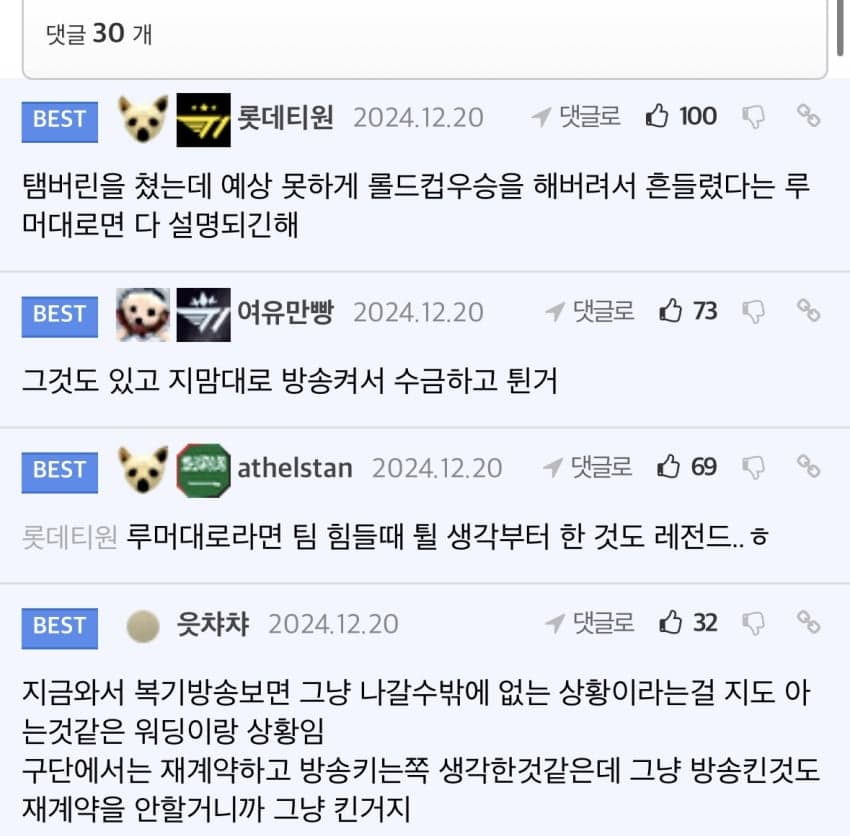 댓글 30 개
BEST 롯데티원 2024.12.20 댓글로 100
탬버린을 쳤는데 예상 못하게 롤드컵우승을 해버려서 흔들렸다는 루
머대로면 다 설명되긴해
BEST 여유만빵 2024.12.20 댓글로 73
그것도 있고 지맘대로 방송켜서 수금하고 튄거
BEST athelstan 2024.12.20 댓글로 69
롯데티원 루머대로라면 팀 힘들때 튈 생각부터 한 것도 레전드..ㅎ
BEST 읏챠챠 2024.12.20 댓글로 32
지금와서 복기방송보면 그냥 나갈수밖에 없는 상황이라는걸 지도 아
는것같은 워딩이랑 상황임
구단에서는 재계약하고 방송키는쪽 생각한것같은데 그냥 방송킨것도
재계약을 안할거니까 그냥 킨거지